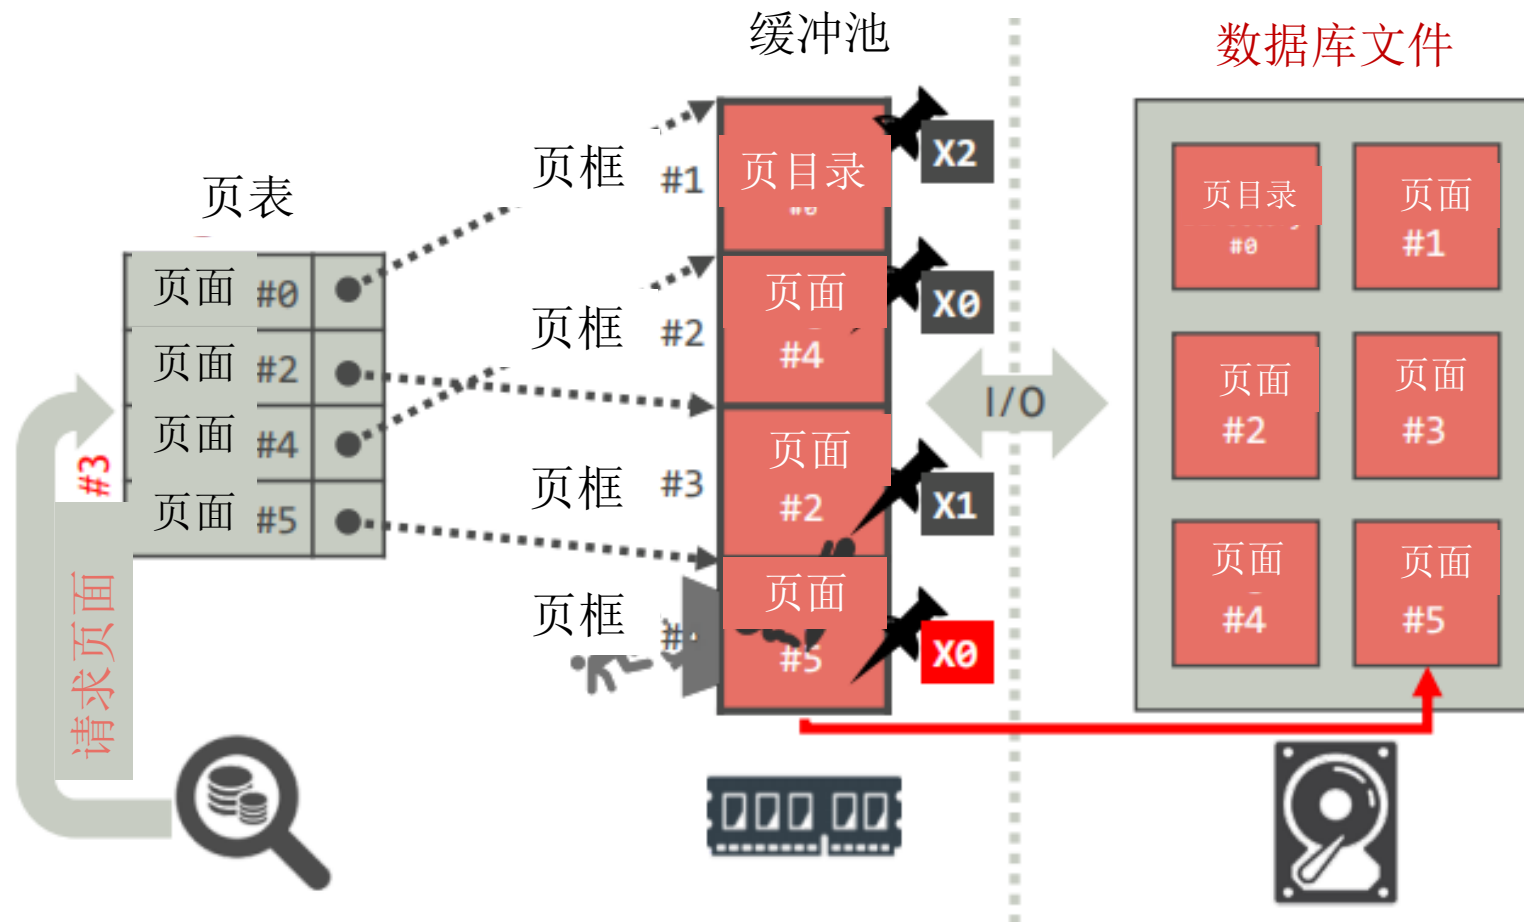 缓冲池
数据库文件
页表
页面 #0
页面 #2
页面 #4
页面 #5
#3
请求页面
页框 #1
页框 #2
页框 #3
页框
页目录
#0
页面
#4
页面
#2
页面
#5
X2
X0
X1
X0
I/O
页目录
#0
页面
#1
页面
#2
页面
#3
页面
#4
页面
#5